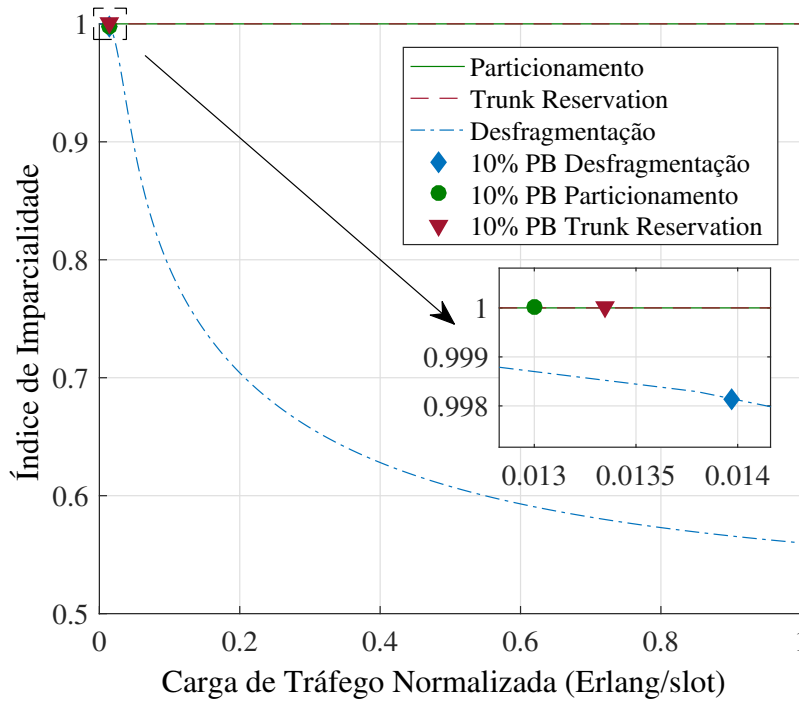 1
0.9
0.8
0.7
0.6
0.5
Índice de Imparcialidade
Particionamento
Trunk Reservation
Desfragmentação
10% PB Desfragmentação
10% PB Particionamento
10% PB Trunk Reservation
1
0.999
0.998
0.013
0.0135
0.014
0
0.2
0.4
0.6
0.8
1
Carga de Tráfego Normalizada (Erlang/slot)